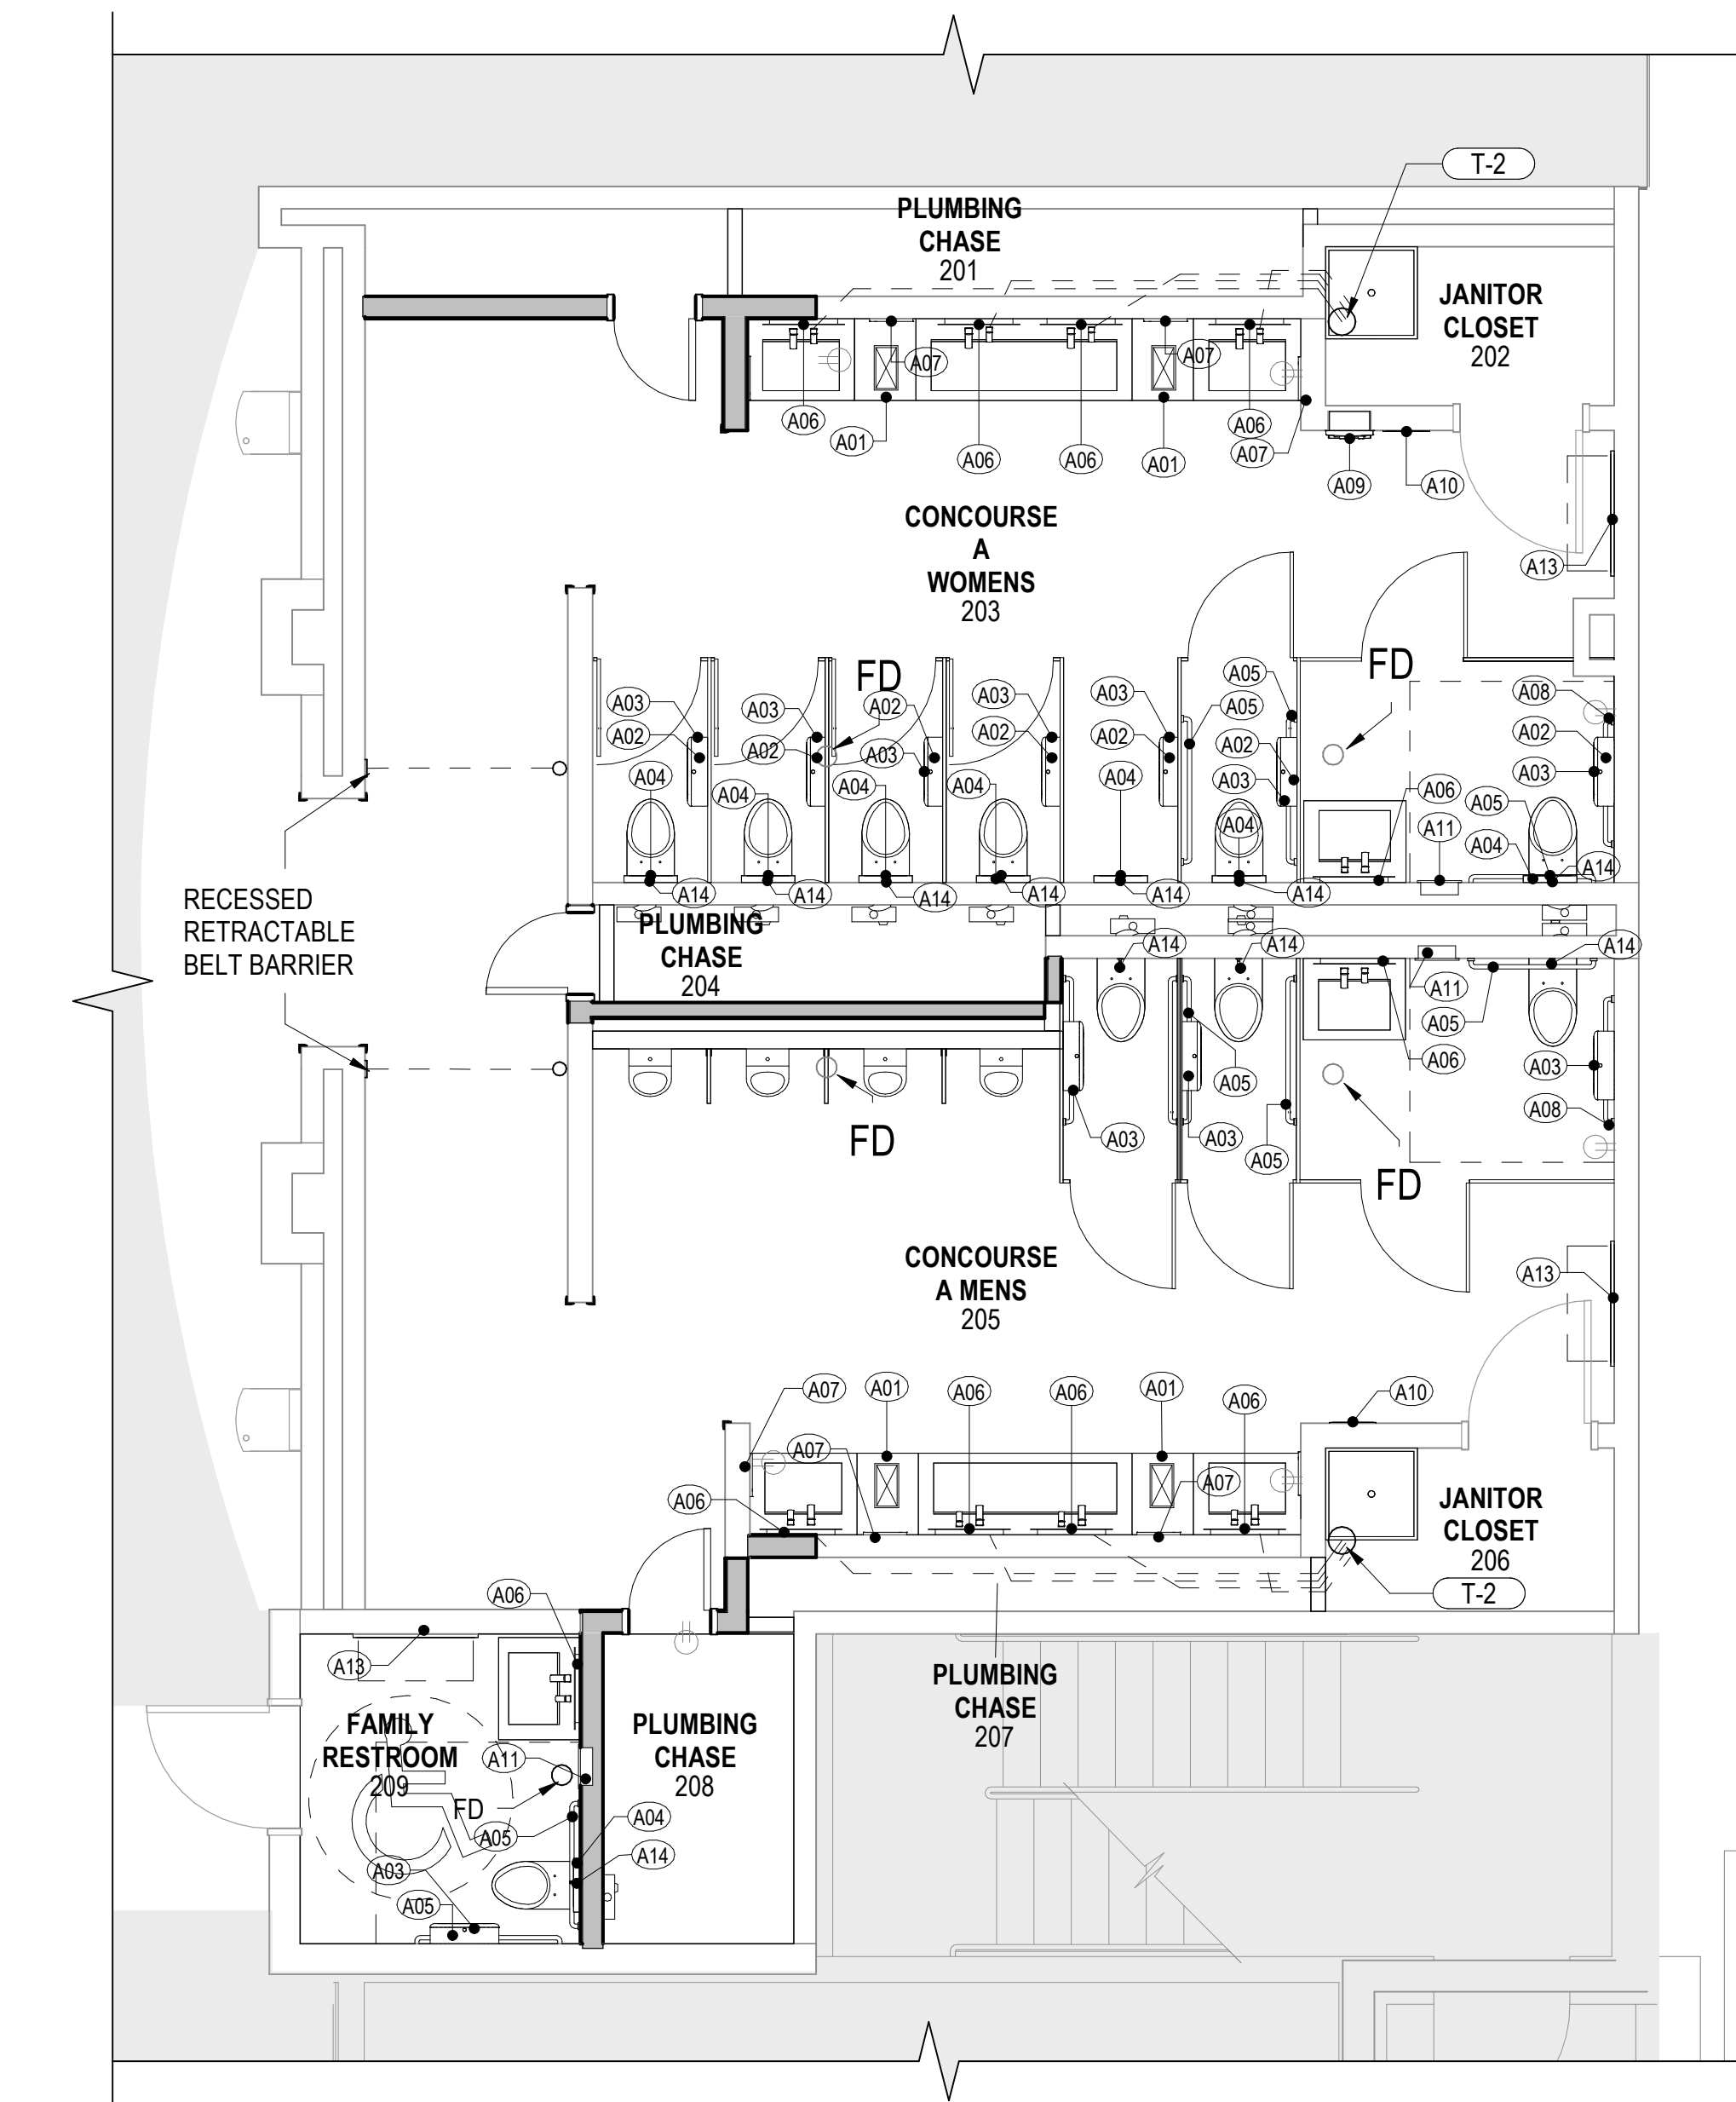 T-2
PLUMBING
CHASE
201
JANITOR
CLOSET
202
A07
A07
A06
A01
A06
A06
A01
A06
A07
A09
A10
CONCOURSE
A
WOMENS
203
A13
FD
FD
A03
A02
A04
A03
A02
A04
A02
A03
A04
A03
A02
A04
A03
A02
A04
A05
A05
A02
A03
A04
A08
A02
A03
A06
A05
A11
A04
A14
A14
A14
A14
A14
A14
A14
A14
RECESSED
RETRACTABLE
BELT BARRIER
PLUMBING
CHASE
204
A14
A14
A14
A11
A05
A06
A05
A03
A03
A03
A05
A08
FD
FD
CONCOURSE
A MENS
205
A13
A07
A01
A06
A06
A01
A06
A10
A07
A07
A06
JANITOR
CLOSET
206
T-2
A06
A13
PLUMBING
CHASE
207
FAMILY
RESTROOM
209
PLUMBING
CHASE
208
A11
FD
A05
A04
A14
A03
A05